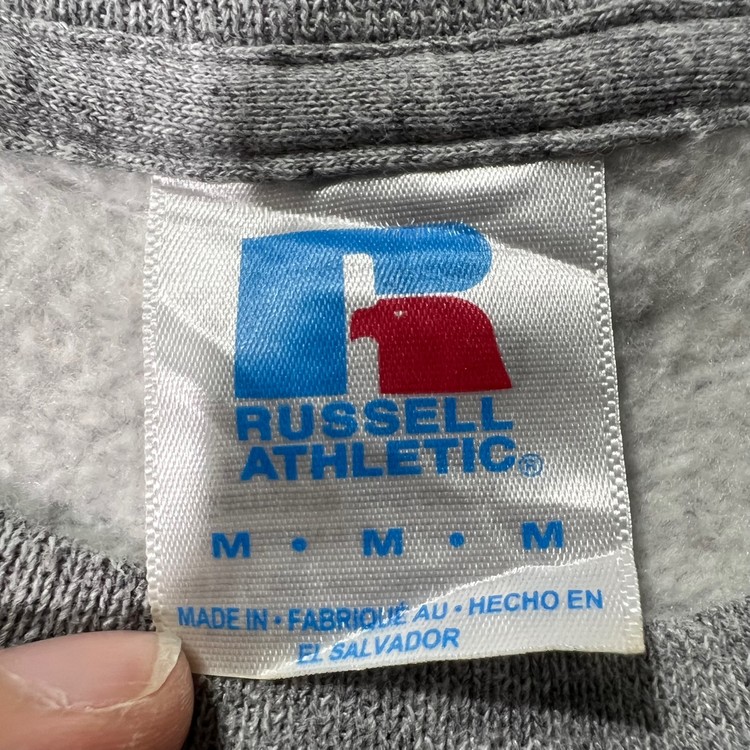 RUSSELL
ATHLETIC®
M • M • M
MADE IN • FABRIQUÉ AU • HECHO EN
EL SALVADOR